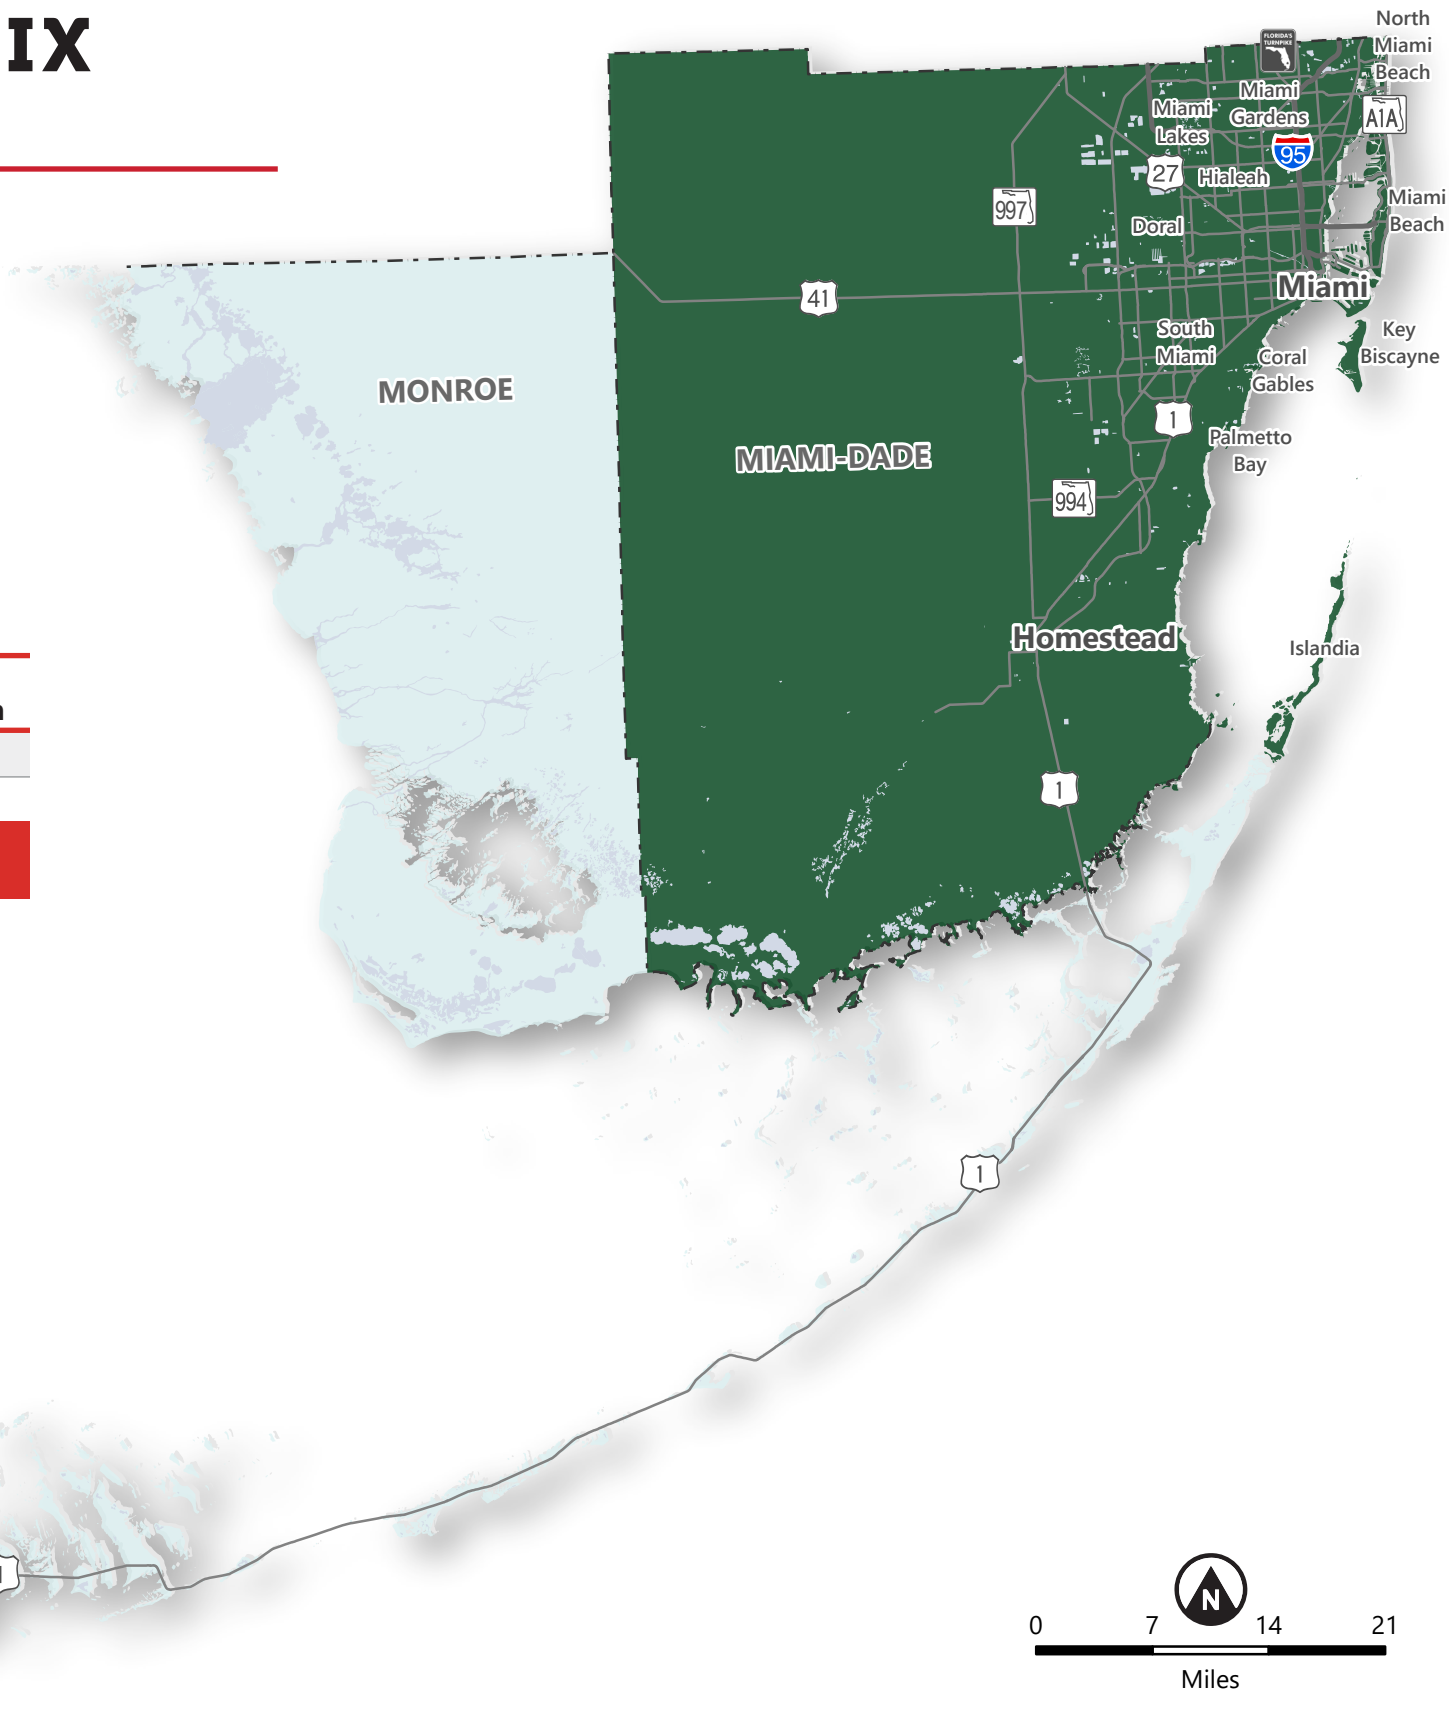 IX
North
Miami
Beach
FLORIDA'S
TURNPIKE
Miami
Gardens
A1A
Miami
Lakes
95
27
Hialeah
997
Miami
Beach
Doral
41
Miami
South
Miami
Key
Biscayne
Coral
Gables
MONROE
1
Palmetto
Bay
MIAMI-DADE
994
Homestead
Islandia
1
1
N
0 7 14 21
Miles